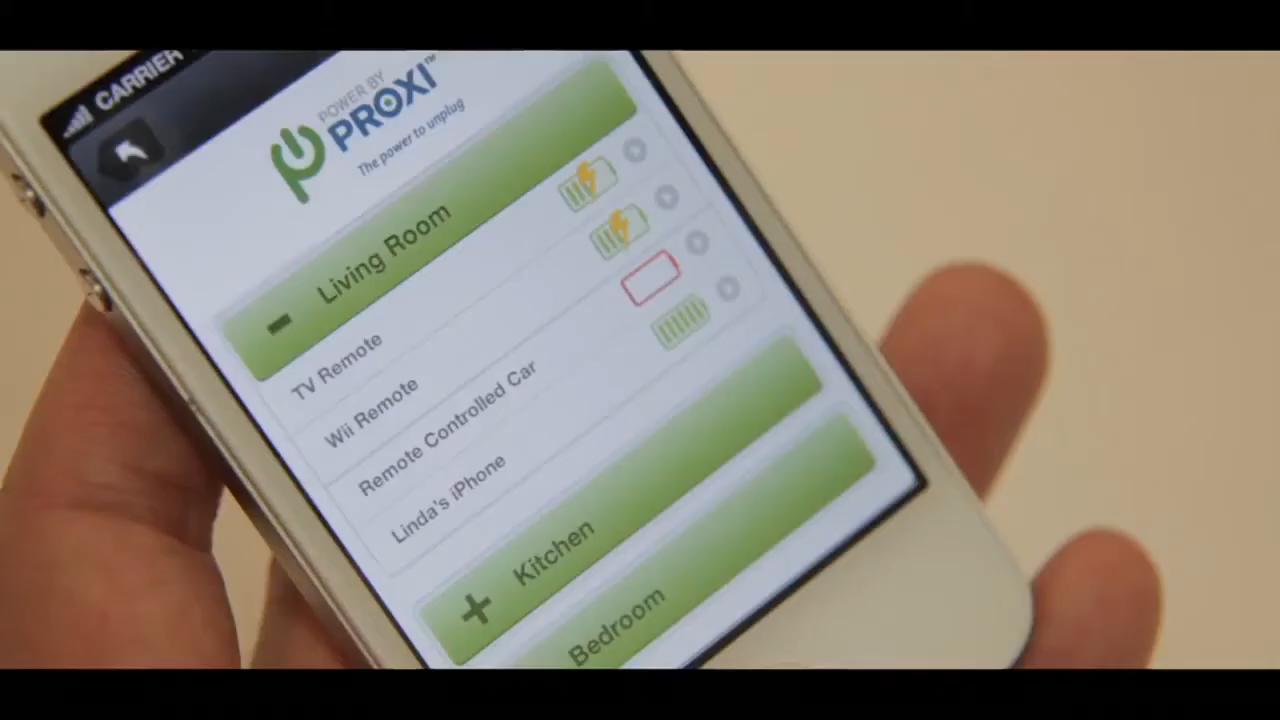 CARRIER
POWER BY
PROXI™
The power to unplug
Living Room
TV Remote
Wii Remote
Remote Controlled Car
Linda's iPhone
Kitchen
Bedroom